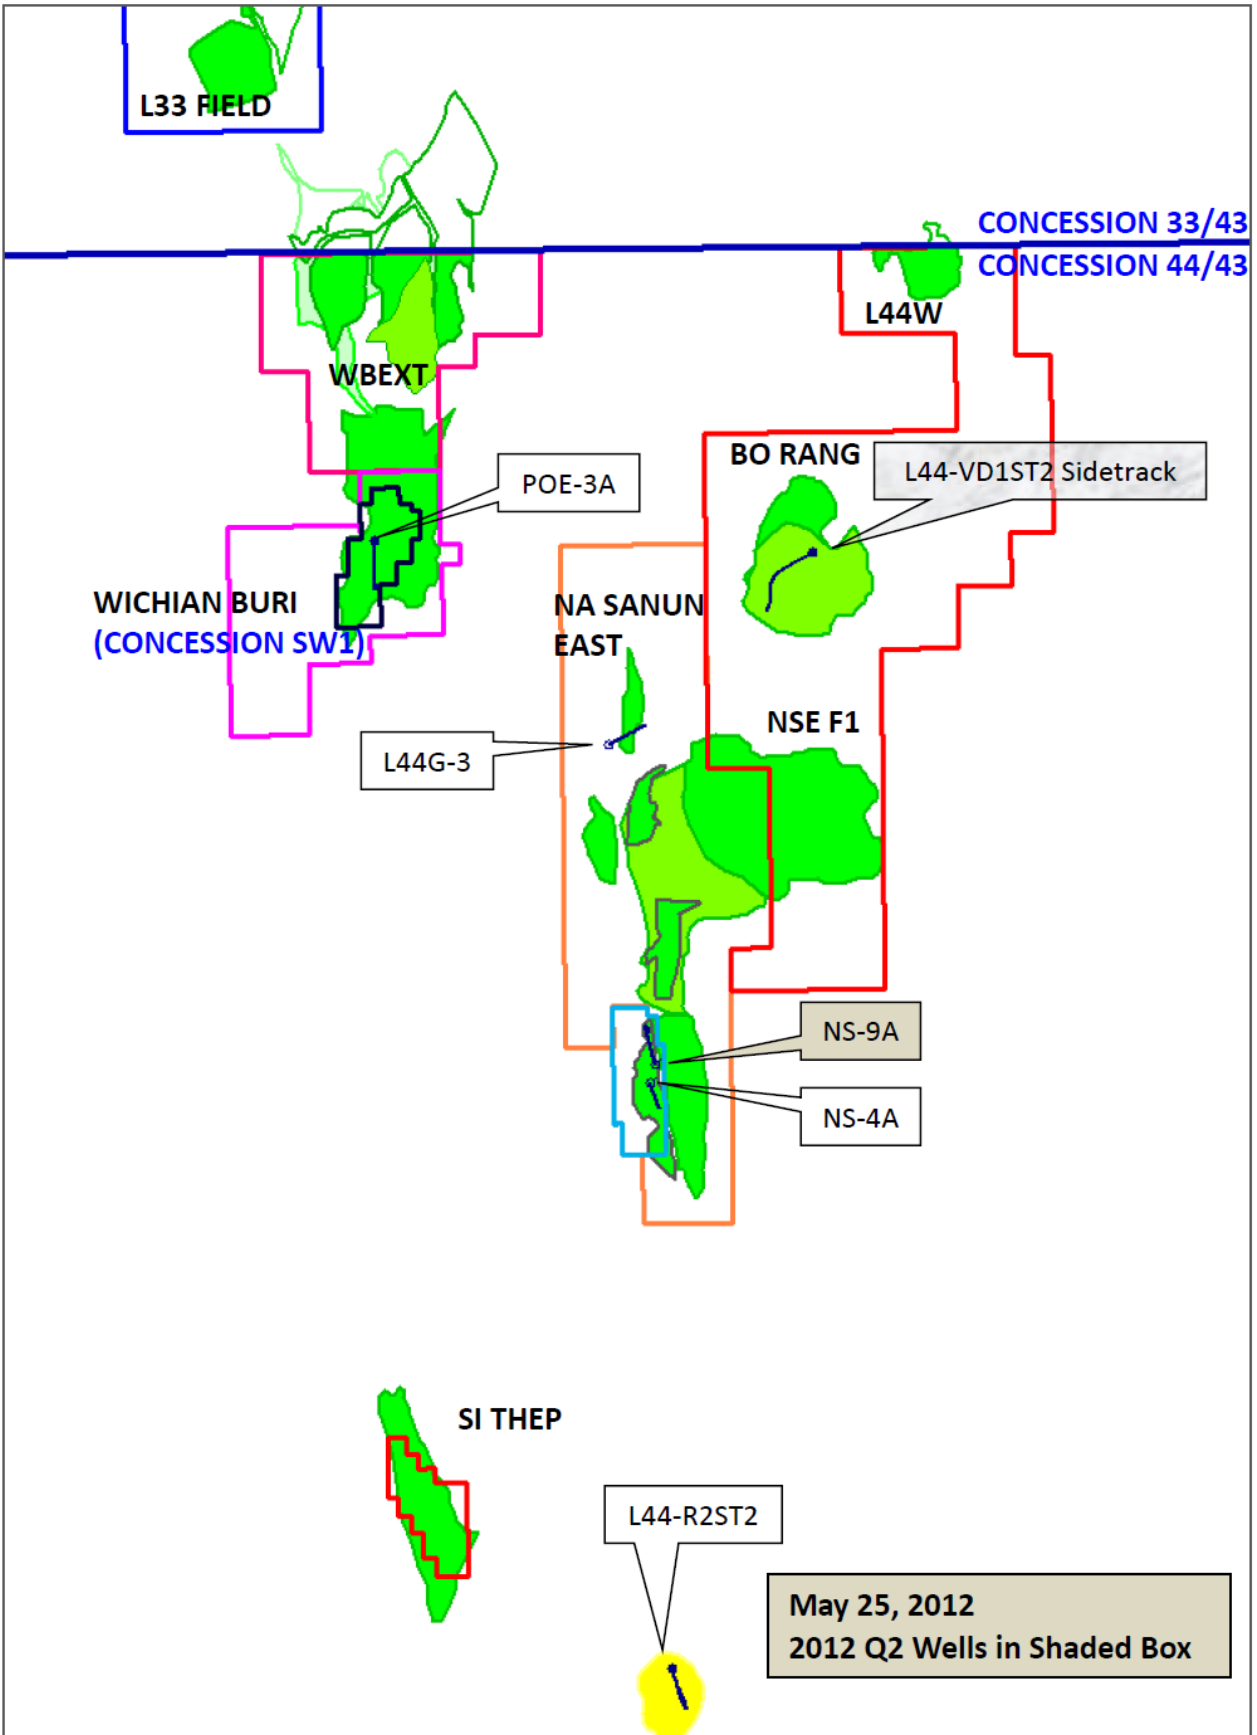 L33 FIELD
CONCESSION 33/43
CONCESSION 44/43
L44W
WBEXT
BO RANG
L44-VD1ST2 Sidetrack
POE-3A
WICHIAN BURI
(CONCESSION SW1)
NA SANUN
EAST
NSE F1
L44G-3
NS-9A
NS-4A
SI THEP
L44-R2ST2
May 25, 2012
2012 Q2 Wells in Shaded Box